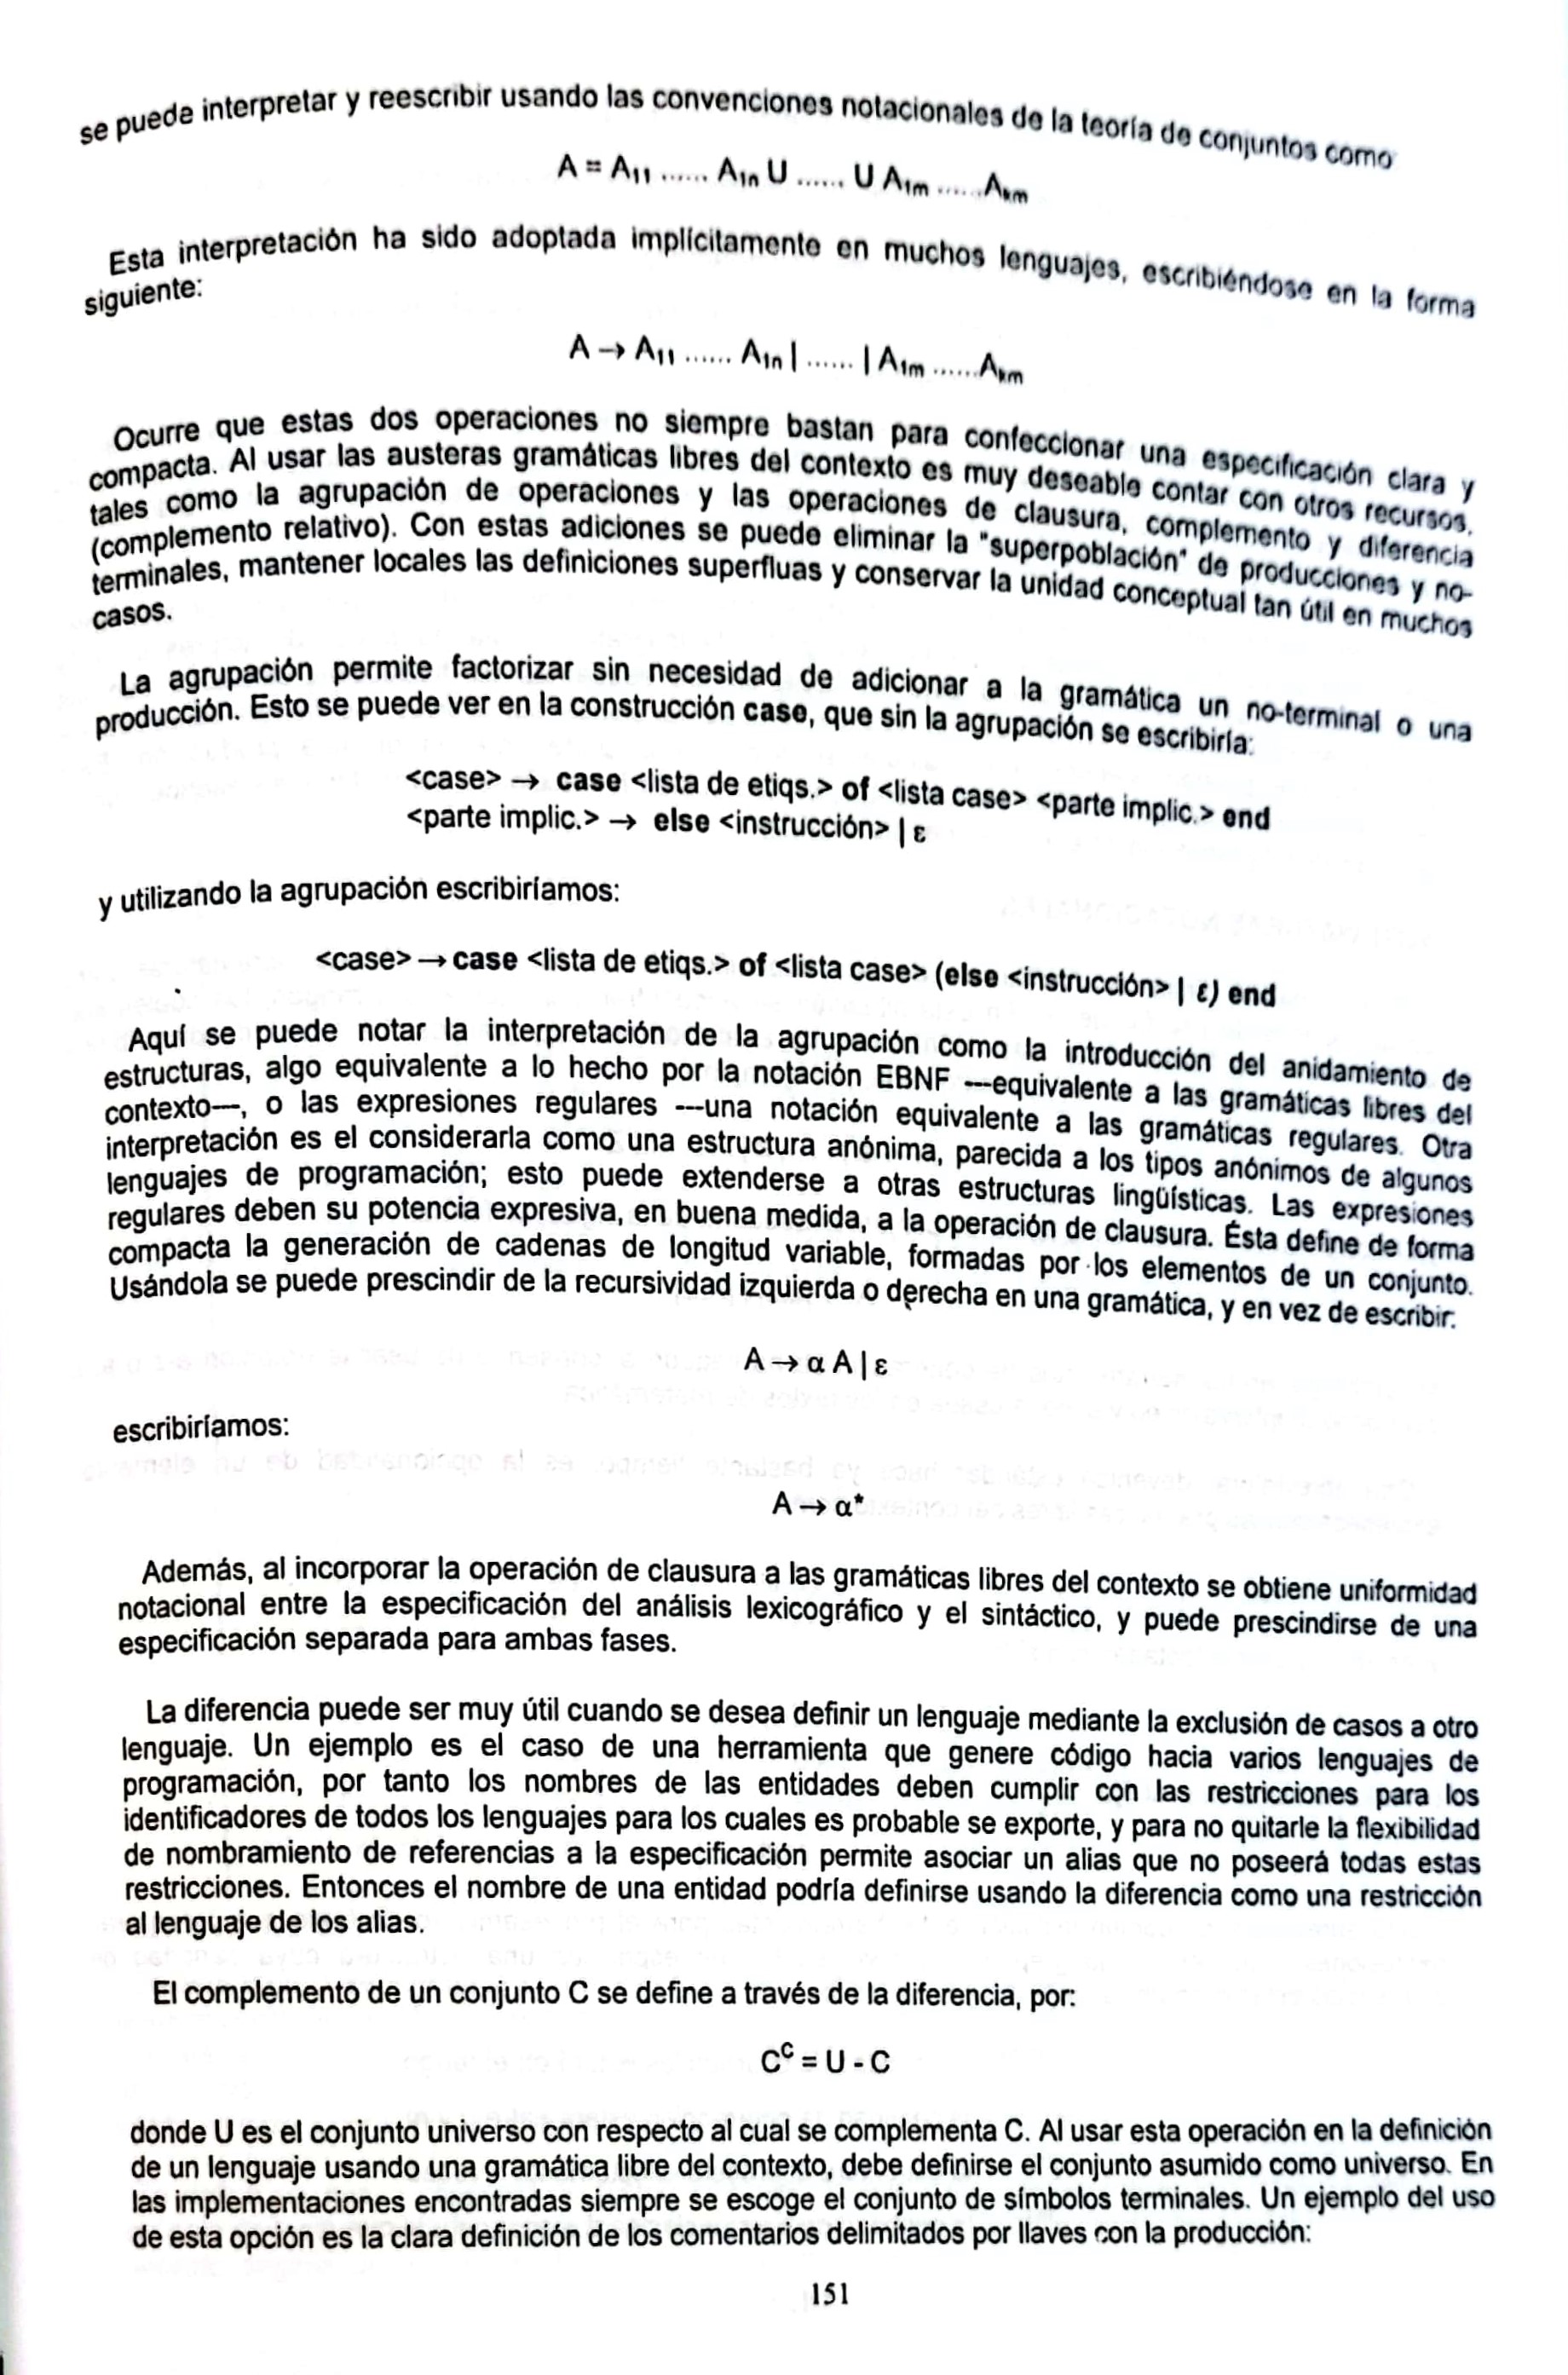 se puede interpretar y reescribir usando las convenciones notacionales de la teoría de conjuntos como
A = A₁₁ ...... A₁ₙ U ...... U A₁ₘ ...... Aₖₘ
Esta interpretación ha sido adoptada implícitamente en muchos lenguajes, escribiéndose en la forma
siguiente:
A → A₁₁ ...... A₁ₙ | ...... | A₁ₘ ...... Aₖₘ
Ocurre que estas dos operaciones no siempre bastan para confeccionar una especificación clara y
compacta. Al usar las austeras gramáticas libres del contexto es muy deseable contar con otros recursos,
tales como la agrupación de operaciones y las operaciones de clausura, complemento y diferencia
(complemento relativo). Con estas adiciones se puede eliminar la "superpoblación" de producciones y no-
terminales, mantener locales las definiciones superfluas y conservar la unidad conceptual tan útil en muchos
casos.
La agrupación permite factorizar sin necesidad de adicionar a la gramática un no-terminal o una
producción. Esto se puede ver en la construcción case, que sin la agrupación se escribiría:
<case> → case <lista de etiqs.> of <lista case> <parte implic.> end
<parte implic.> → else <instrucción> | ε
y utilizando la agrupación escribiríamos:
<case> → case <lista de etiqs.> of <lista case> (else <instrucción> | ε) end
Aquí se puede notar la interpretación de la agrupación como la introducción del anidamiento de
estructuras, algo equivalente a lo hecho por la notación EBNF ---equivalente a las gramáticas libres del
contexto---, o las expresiones regulares ---una notación equivalente a las gramáticas regulares. Otra
interpretación es el considerarla como una estructura anónima, parecida a los tipos anónimos de algunos
lenguajes de programación; esto puede extenderse a otras estructuras lingüísticas. Las expresiones
regulares deben su potencia expresiva, en buena medida, a la operación de clausura. Ésta define de forma
compacta la generación de cadenas de longitud variable, formadas por los elementos de un conjunto.
Usándola se puede prescindir de la recursividad izquierda o derecha en una gramática, y en vez de escribir:
A → α A | ε
escribiríamos:
A → α*
Además, al incorporar la operación de clausura a las gramáticas libres del contexto se obtiene uniformidad
notacional entre la especificación del análisis lexicográfico y el sintáctico, y puede prescindirse de una
especificación separada para ambas fases.
La diferencia puede ser muy útil cuando se desea definir un lenguaje mediante la exclusión de casos a otro
lenguaje. Un ejemplo es el caso de una herramienta que genere código hacia varios lenguajes de
programación, por tanto los nombres de las entidades deben cumplir con las restricciones para los
identificadores de todos los lenguajes para los cuales es probable se exporte, y para no quitarle la flexibilidad
de nombramiento de referencias a la especificación permite asociar un alias que no poseerá todas estas
restricciones. Entonces el nombre de una entidad podría definirse usando la diferencia como una restricción
al lenguaje de los alias.
El complemento de un conjunto C se define a través de la diferencia, por:
Cᶜ = U - C
donde U es el conjunto universo con respecto al cual se complementa C. Al usar esta operación en la definición
de un lenguaje usando una gramática libre del contexto, debe definirse el conjunto asumido como universo. En
las implementaciones encontradas siempre se escoge el conjunto de símbolos terminales. Un ejemplo del uso
de esta opción es la clara definición de los comentarios delimitados por llaves con la producción:
151